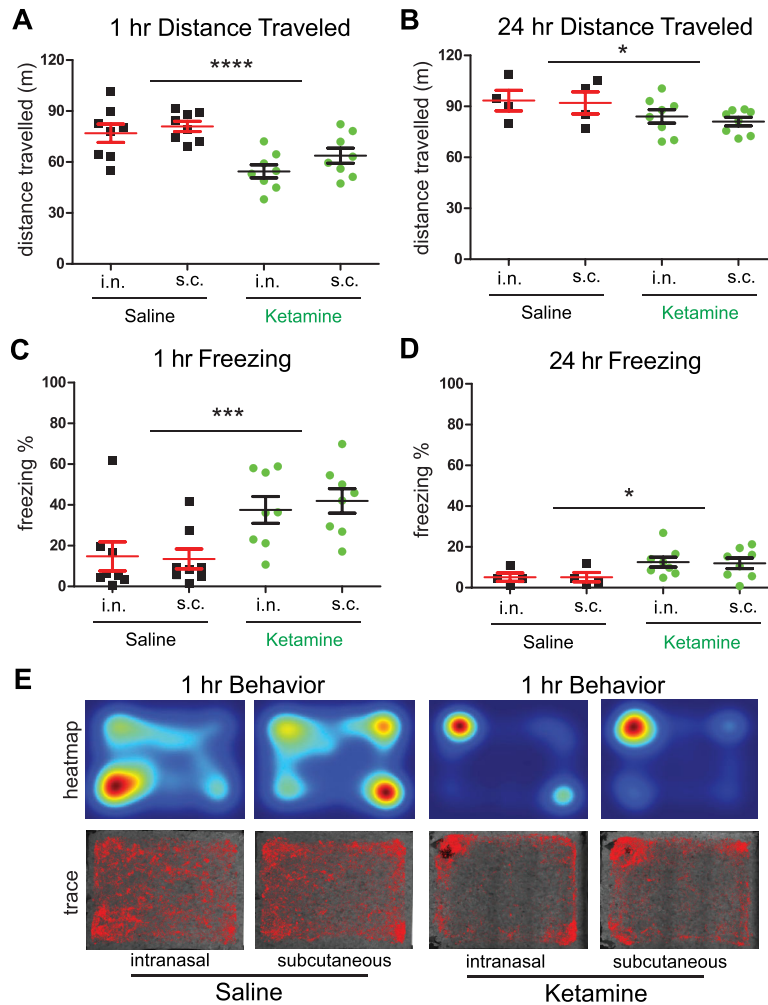 A
1 hr Distance Traveled
****
distance travelled (m)
120
90
60
30
0
i.n.
s.c.
i.n.
s.c.
Saline
Ketamine
B
24 hr Distance Traveled
*
distance travelled (m)
120
90
60
30
0
i.n.
s.c.
i.n.
s.c.
Saline
Ketamine
C
1 hr Freezing
***
freezing %
100
80
60
40
20
0
i.n.
s.c.
i.n.
s.c.
Saline
Ketamine
D
24 hr Freezing
*
freezing %
100
80
60
40
20
0
i.n.
s.c.
i.n.
s.c.
Saline
Ketamine
E
1 hr Behavior
1 hr Behavior
heatmap
trace
intranasal
subcutaneous
intranasal
subcutaneous
Saline
Ketamine